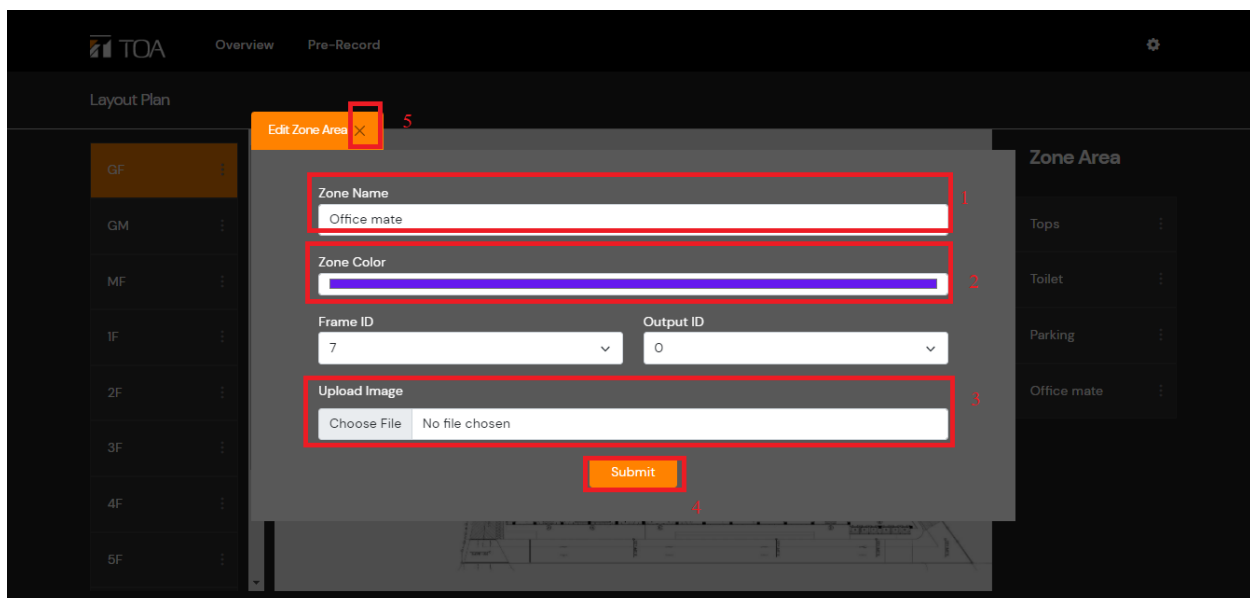 TOA Overview Pre-Record
Layout Plan
Edit Zone Area × 5
GF
GM
MF
1F
2F
3F
4F
5F
Zone Name
1
Office mate
Zone Color
2
Frame ID Output ID
7 0
Upload Image
3
Choose File No file chosen
Submit
4
Zone Area
Tops
Toilet
Parking
Office mate